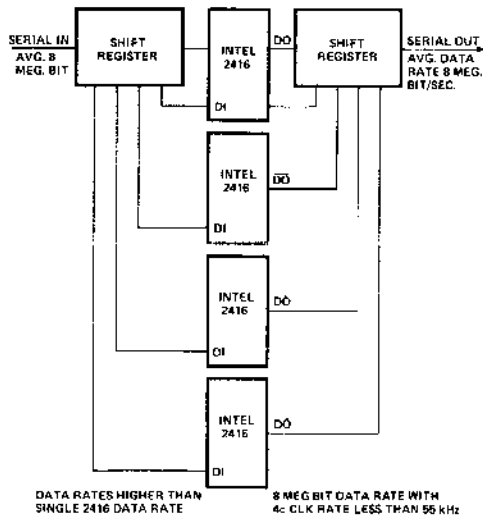 SERIAL IN
AVG. 8
MEG. BIT
SHIFT
REGISTER
INTEL
2416
DI
DO
SHIFT
REGISTER
SERIAL OUT
AVG. DATA
RATE 8 MEG.
BIT/SEC.
INTEL
2416
DI
DO
INTEL
2416
DI
DO
INTEL
2416
DI
DO
DATA RATES HIGHER THAN
SINGLE 2416 DATA RATE
8 MEG BIT DATA RATE WITH
4c CLK RATE LESS THAN 55 kHz